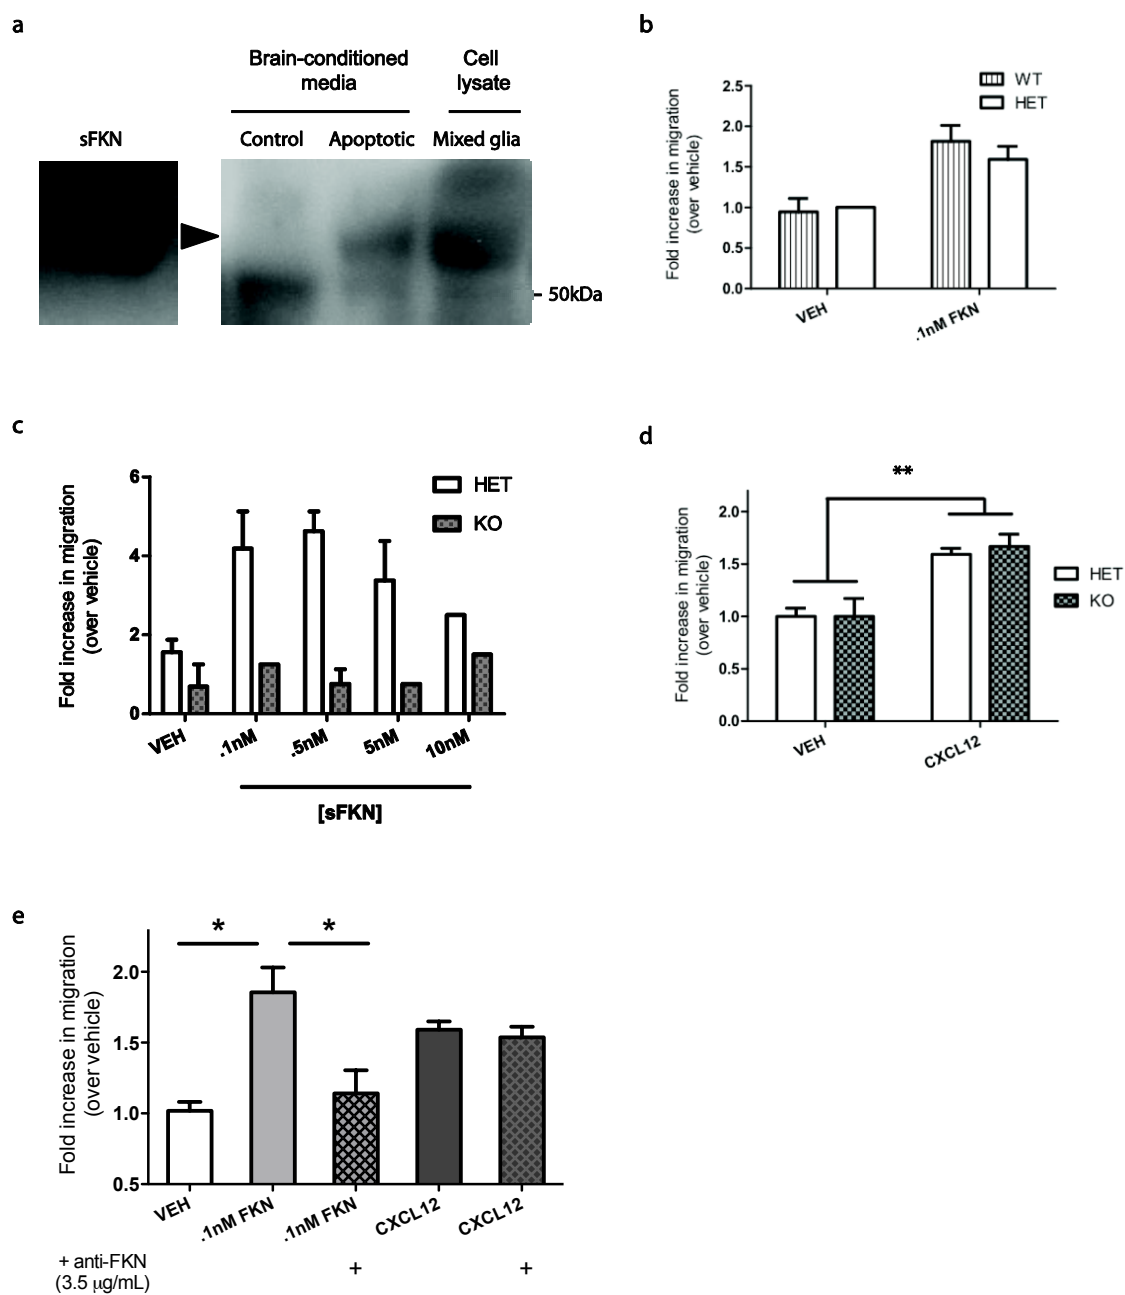 a
Brain-conditioned
media
Cell
lysate
sFKN
Control
Apoptotic
Mixed glia
50kDa
b
Fold increase in migration
(over vehicle)
2.5
2.0
1.5
1.0
0.5
0.0
WT
HET
VEH
.1nM FKN
c
Fold increase in migration
(over vehicle)
6
4
2
0
HET
KO
VEH
.1nM
.5nM
5nM
10nM
[sFKN]
d
Fold increase in migration
(over vehicle)
2.0
1.5
1.0
0.5
0.0
**
HET
KO
VEH
CXCL12
e
Fold increase in migration
(over vehicle)
2.0
1.5
1.0
0.5
*
*
VEH
.1nM FKN
.1nM FKN
CXCL12
CXCL12
+ anti-FKN
(3.5 µg/mL)
+
+